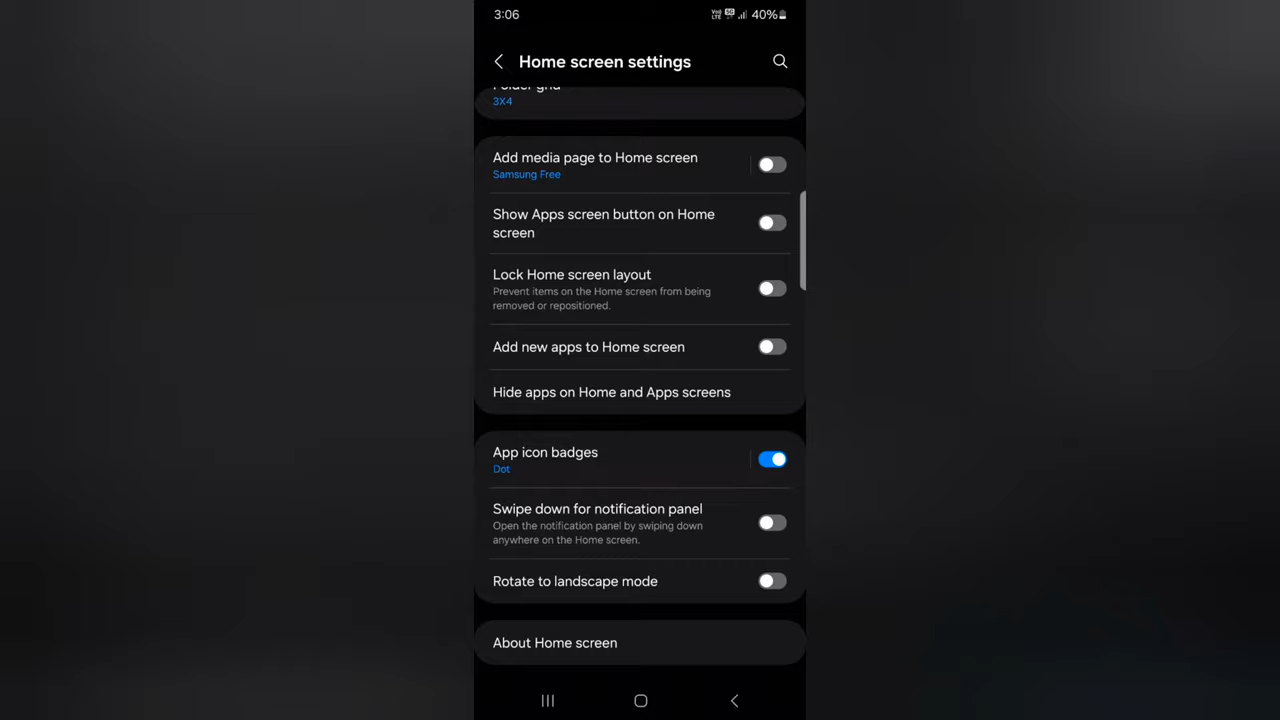 3:06
Vo) LTE 5G 40%
Home screen settings
Folder grid
3X4
Add media page to Home screen
Samsung Free
Show Apps screen button on Home
screen
Lock Home screen layout
Prevent items on the Home screen from being
removed or repositioned.
Add new apps to Home screen
Hide apps on Home and Apps screens
App icon badges
Dot
Swipe down for notification panel
Open the notification panel by swiping down
anywhere on the Home screen.
Rotate to landscape mode
About Home screen